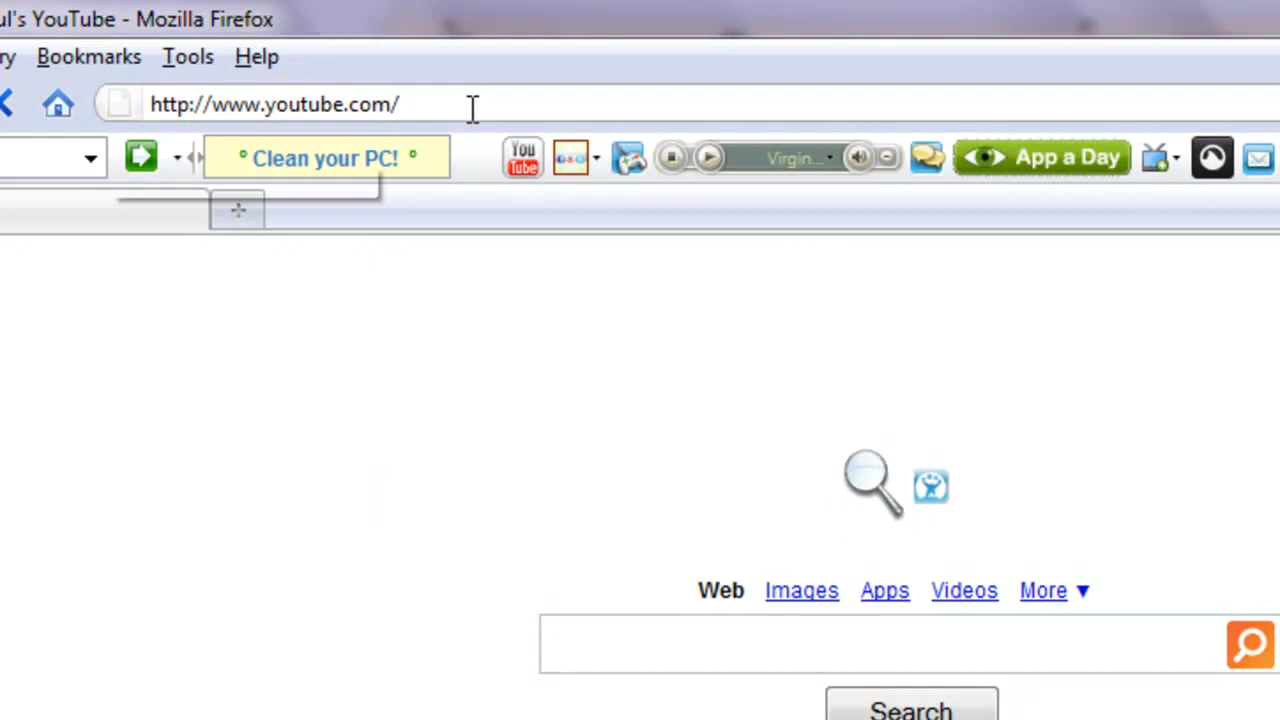 ul's YouTube - Mozilla Firefox
ry Bookmarks Tools Help
http://www.youtube.com/
° Clean your PC! ° You Tube Virgin... App a Day
Web Images Apps Videos More ▼
Search